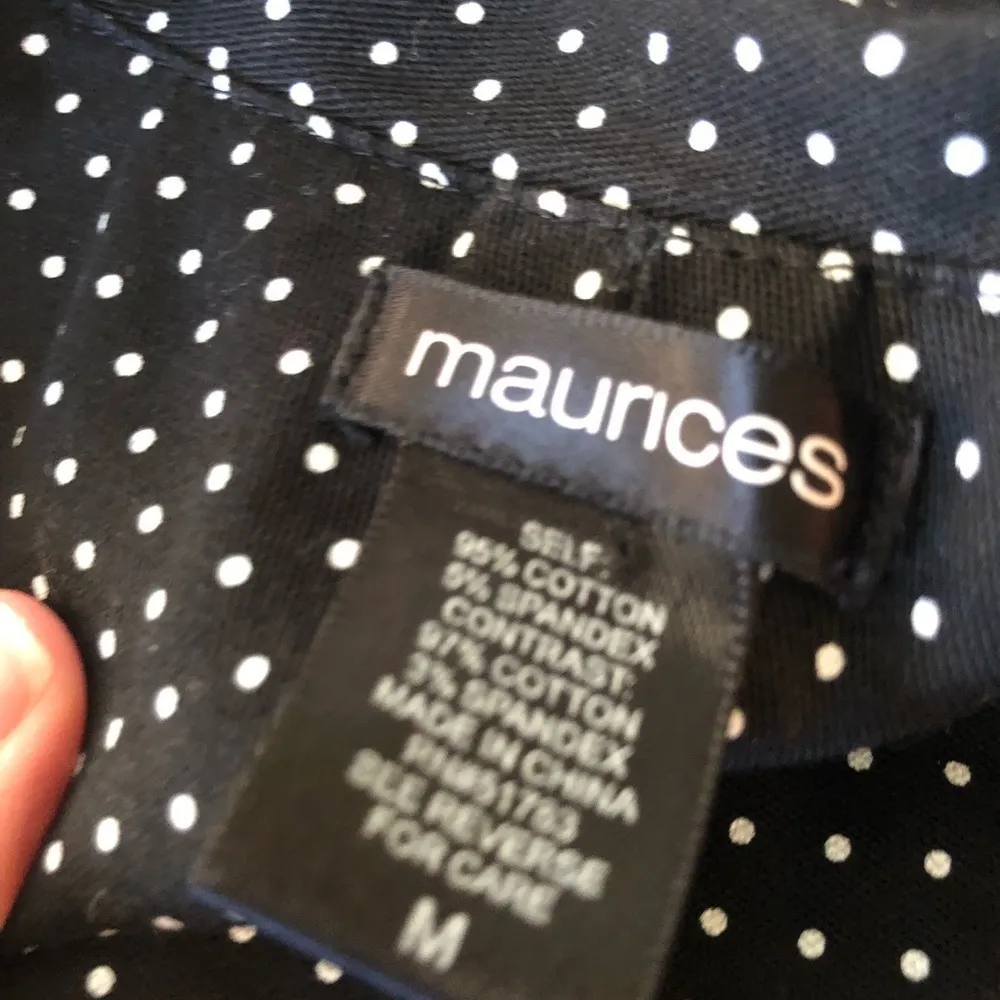 maurices
SELF:
95% COTTON
5% SPANDEX
CONTRAST:
97% COTTON
3% SPANDEX
MADE IN CHINA
SEE REVERSE
FOR CARE
M